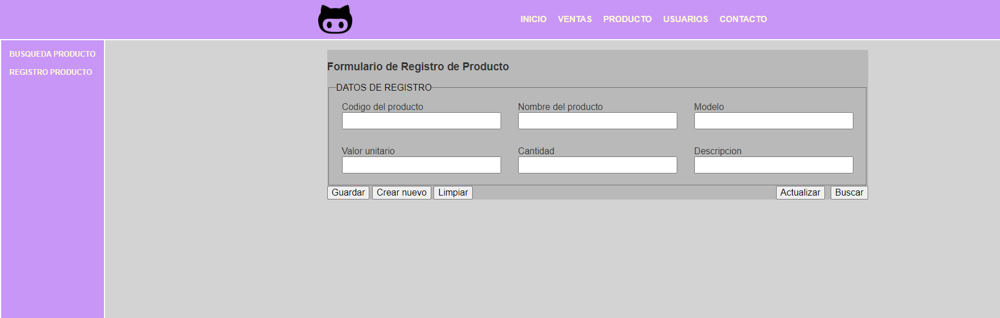 INICIO VENTAS PRODUCTO USUARIOS CONTACTO
BUSQUEDA PRODUCTO
REGISTRO PRODUCTO
Formulario de Registro de Producto
DATOS DE REGISTRO
Codigo del producto Nombre del producto Modelo
Valor unitario Cantidad Descripcion
Guardar Crear nuevo Limpiar Actualizar Buscar